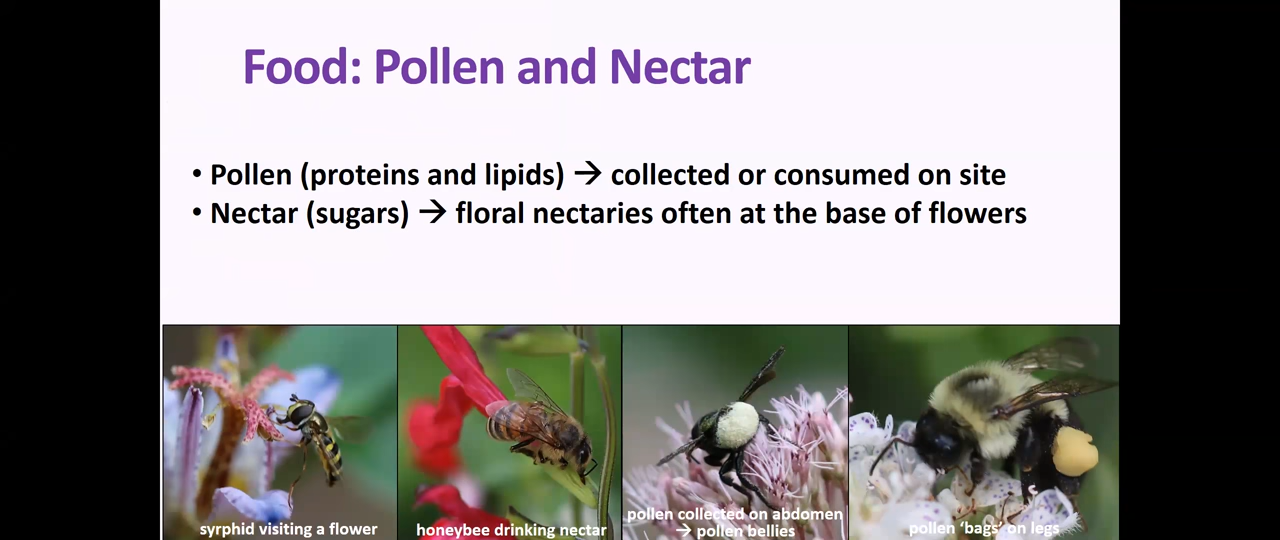 Food: Pollen and Nectar
• Pollen (proteins and lipids) → collected or consumed on site
• Nectar (sugars) → floral nectaries often at the base of flowers
syrphid visiting a flower
honeybee drinking nectar
pollen collected on abdomen
→ pollen bellies
pollen ‘bags’ on legs